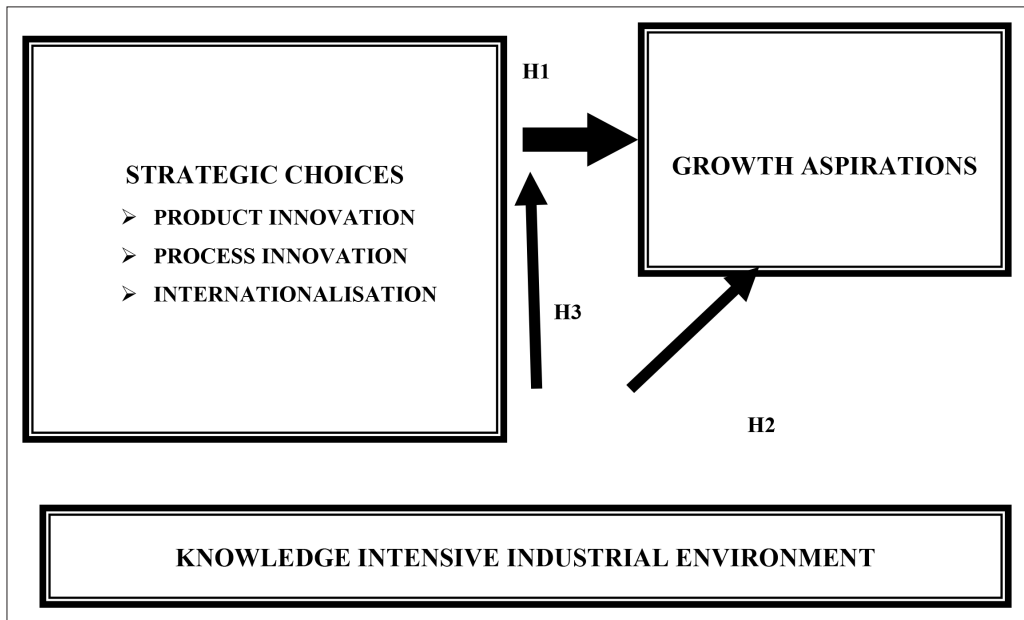 STRATEGIC CHOICES
➢ PRODUCT INNOVATION
➢ PROCESS INNOVATION
➢ INTERNATIONALISATION
H1
GROWTH ASPIRATIONS
H3
H2
KNOWLEDGE INTENSIVE INDUSTRIAL ENVIRONMENT